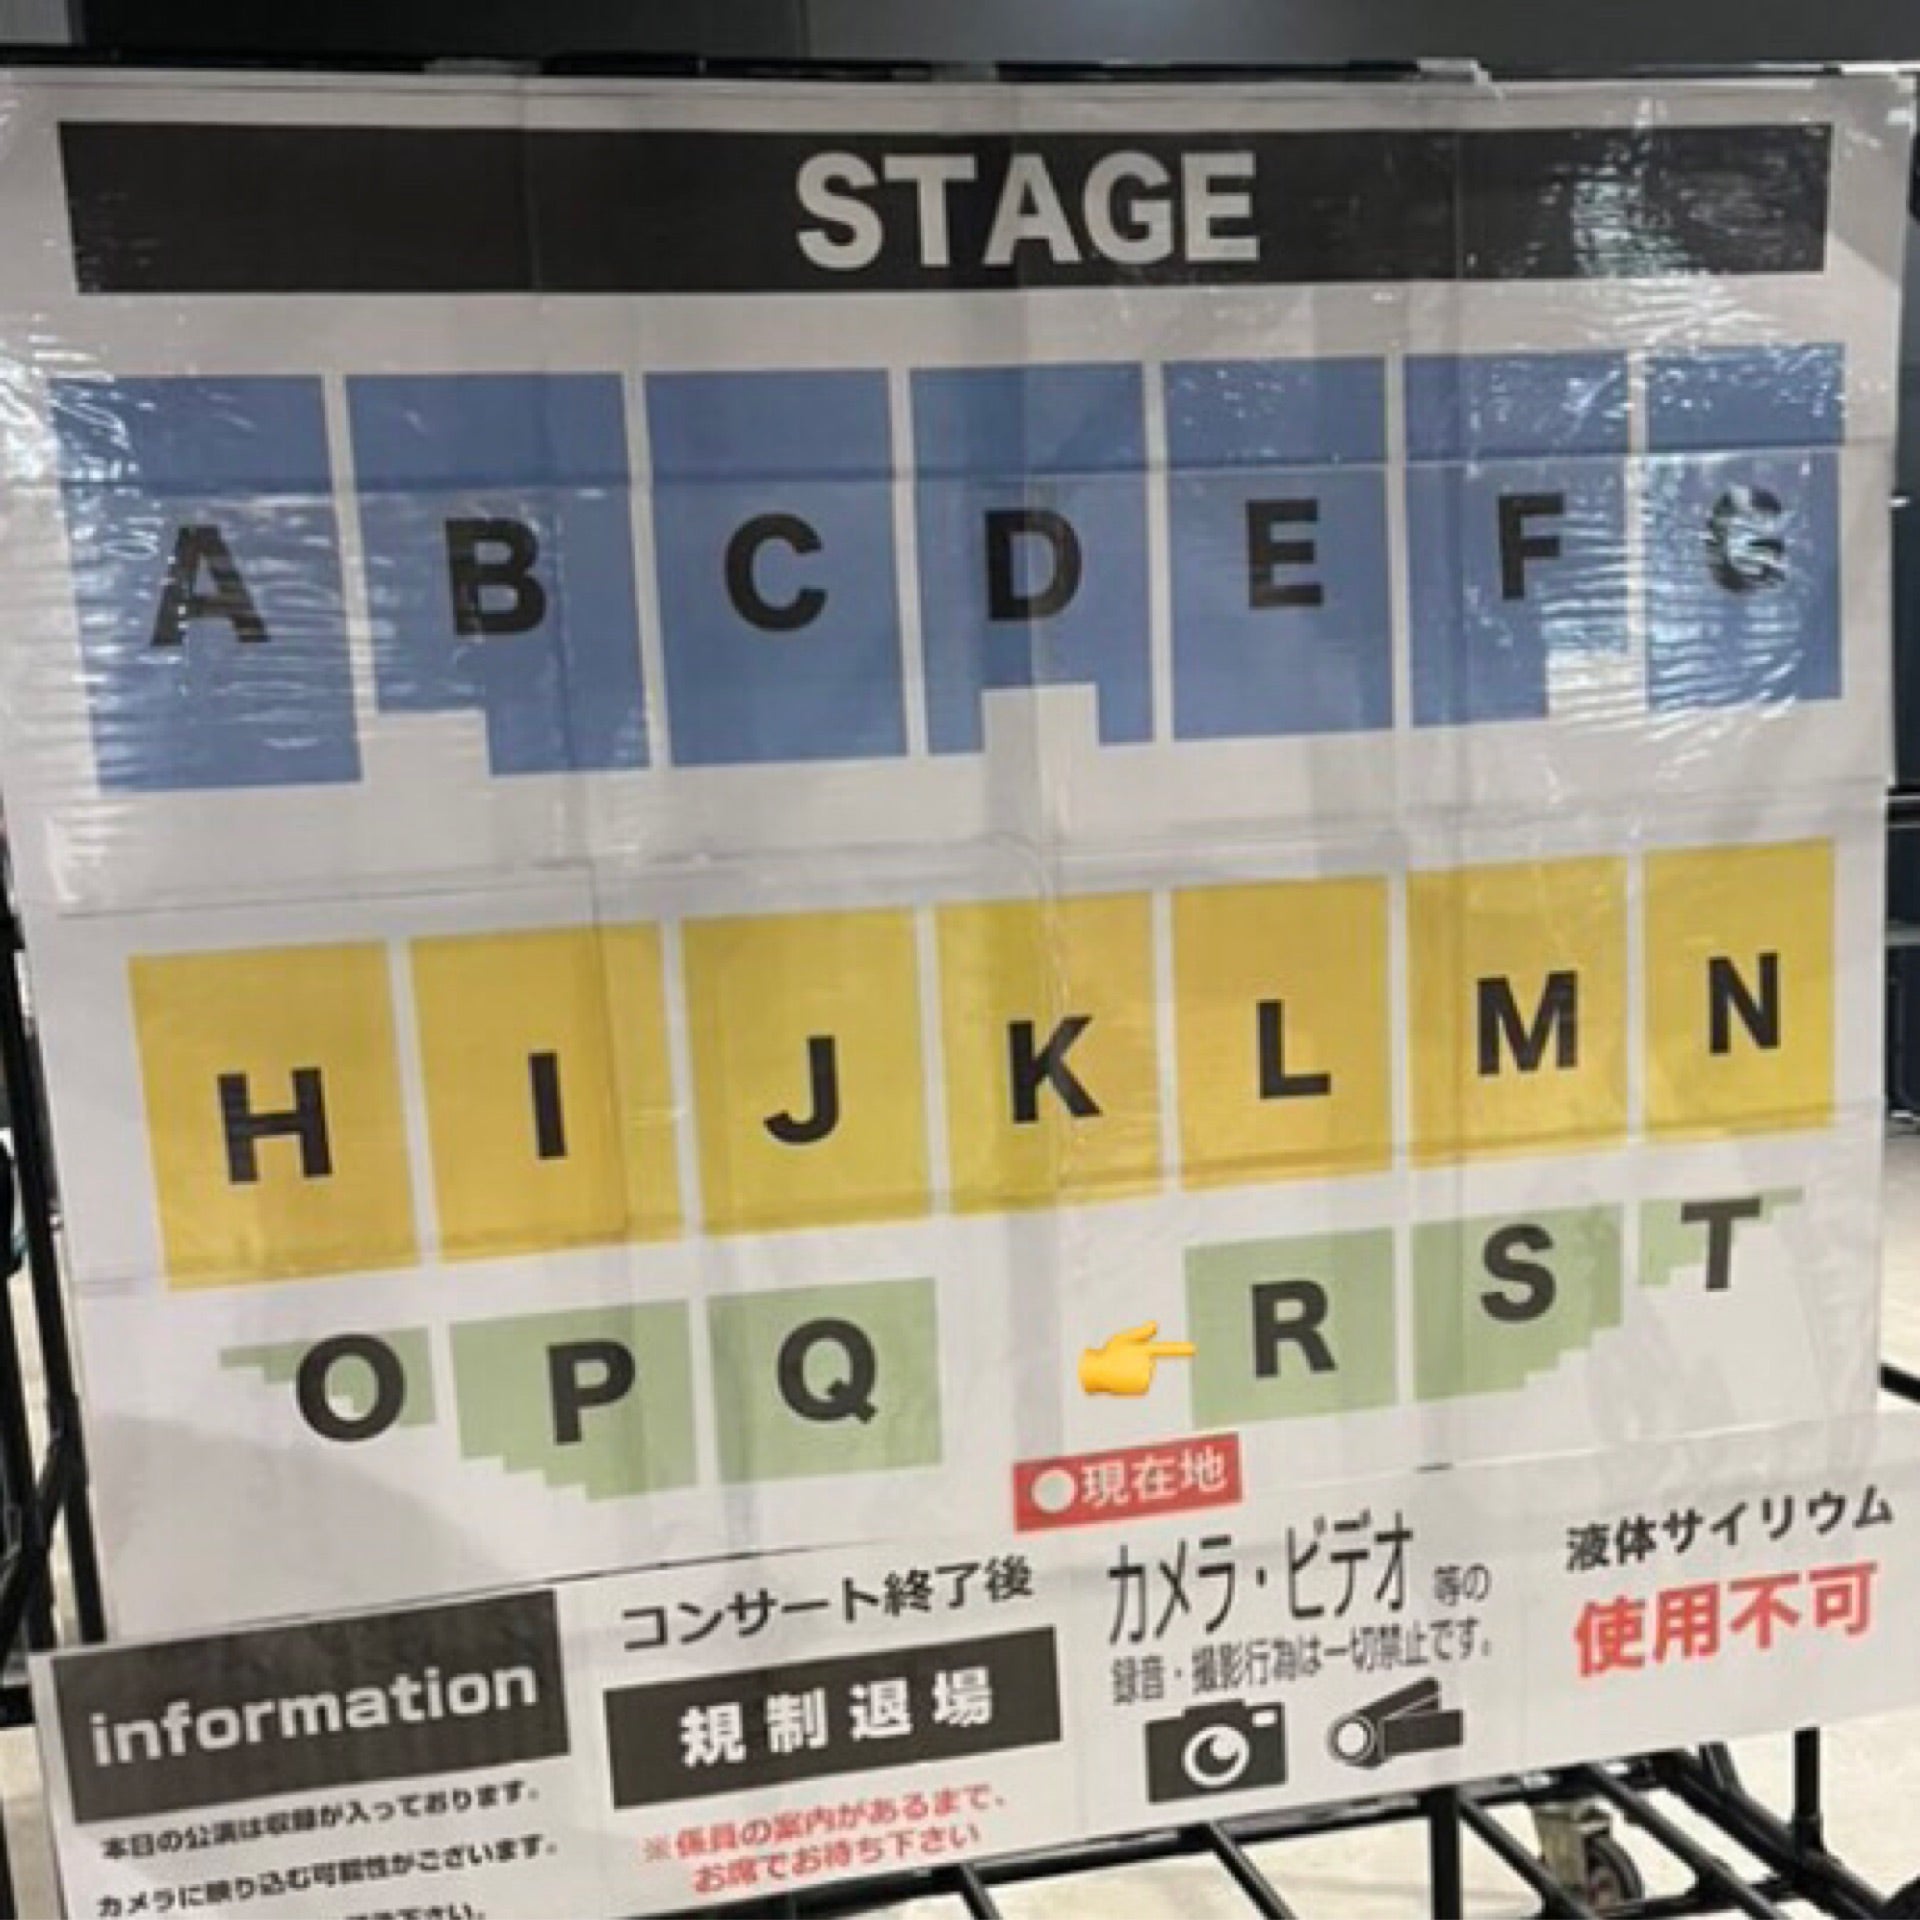 STAGE
A B C D E F G
H I J K L M N
O P Q R S T
●現在地
information
本日の公演は収録が入っております。
カメラに映り込む可能性がございます。
下さい。
コンサート終了後
規制退場
※係員の案内があるまで、
お席でお待ち下さい
カメラ・ビデオ等の
録音・撮影行為は一切禁止です。
液体サイリウム
使用不可